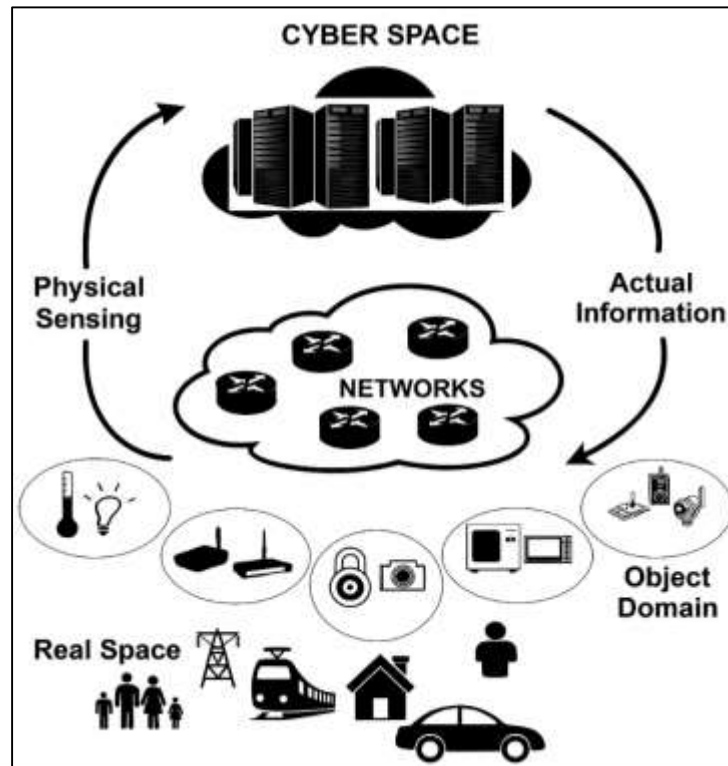 CYBER SPACE
Physical
Sensing
Actual
Information
NETWORKS
Object
Domain
Real Space